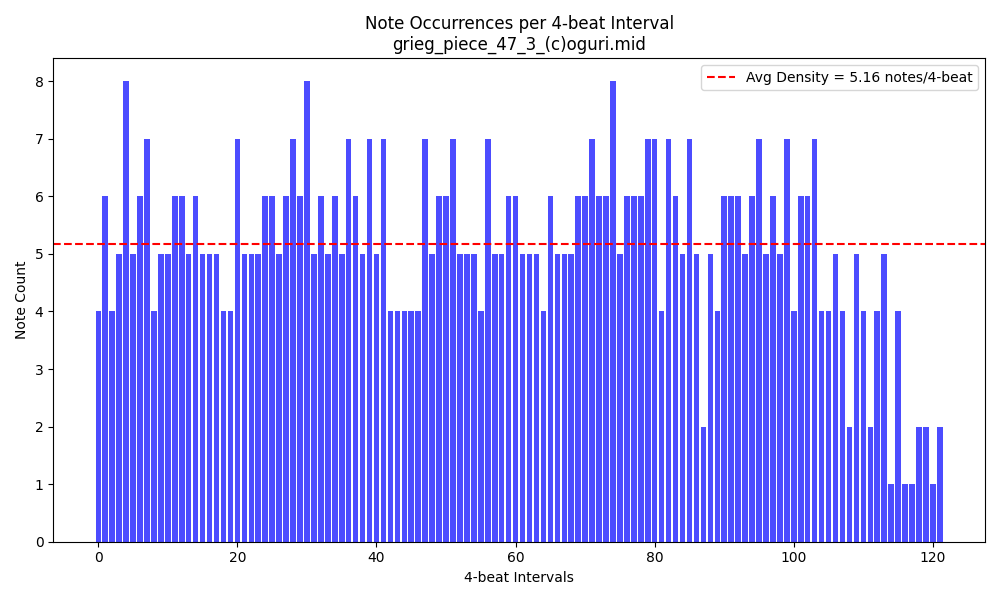 Note Occurrences per 4-beat Interval
grieg_piece_47_3_(c)oguri.mid
Avg Density = 5.16 notes/4-beat
Note Count
8
7
6
5
4
3
2
1
0
0 20 40 60 80 100 120
4-beat Intervals